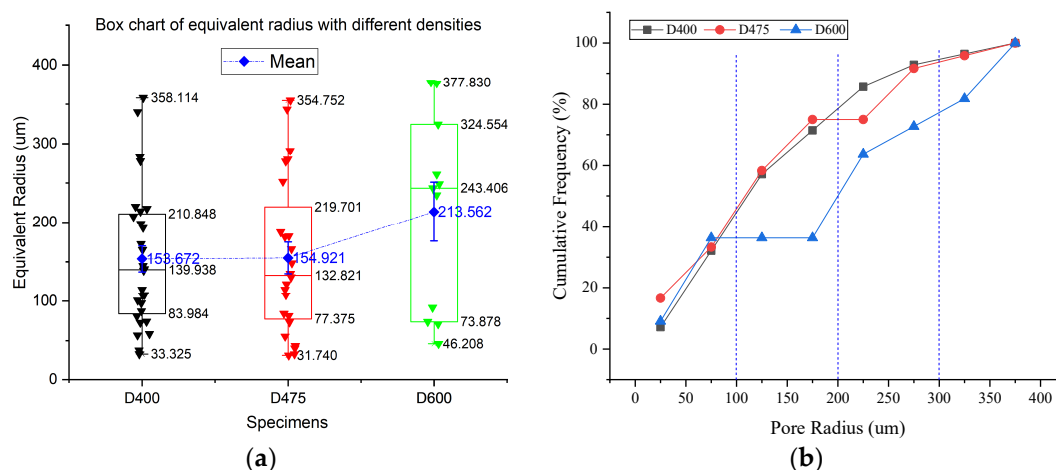 Box chart of equivalent radius with different densities
Mean
Equivalent Radius (um)
400
300
200
100
0
358.114
210.848
153.672
139.938
83.984
33.325
354.752
219.701
154.921
132.821
77.375
31.740
377.830
324.554
243.406
213.562
73.878
46.208
D400
D475
D600
Specimens
(a)
D400
D475
D600
Cumulative Frequency (%)
100
80
60
40
20
0
0
50
100
150
200
250
300
350
400
Pore Radius (um)
(b)